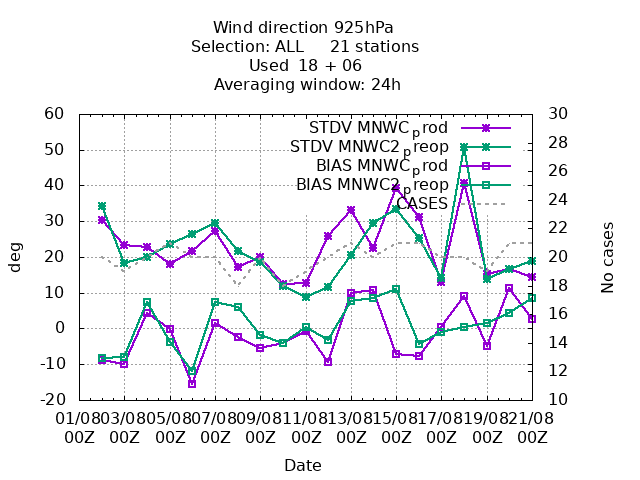 Wind direction 925hPa
Selection: ALL 21 stations
Used 18 + 06
Averaging window: 24h
60
50
40
30
20
10
0
-10
-20
30
28
26
24
22
20
18
16
14
12
10
STDV MNWC_prod
STDV MNWC2_preop
BIAS MNWC_prod
BIAS MNWC2_preop
CASES
deg
No cases
01/08 03/08 05/08 07/08 09/08 11/08 13/08 15/08 17/08 19/08 21/08
00Z 00Z 00Z 00Z 00Z 00Z 00Z 00Z 00Z 00Z 00Z
Date